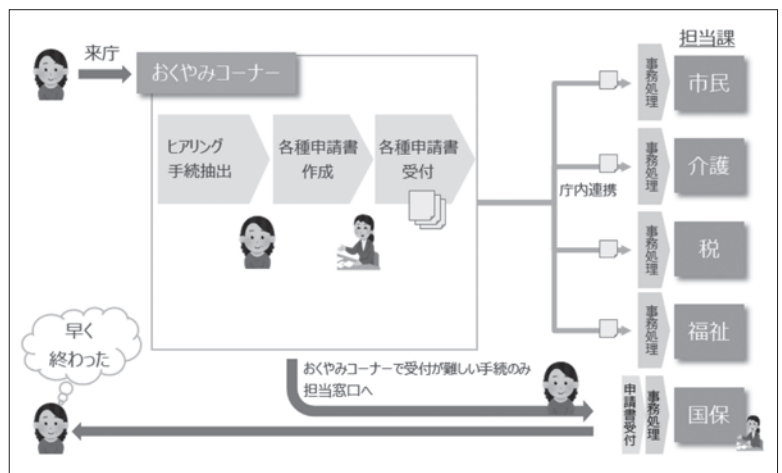 来庁
おくやみコーナー
ヒアリング
手続抽出
各種申請書
作成
各種申請書
受付
庁内連携
担当課
事務処理
市民
事務処理
介護
事務処理
税
事務処理
福祉
申請書受付
事務処理
国保
おくやみコーナーで受付が難しい手続のみ
担当窓口へ
早く
終わった